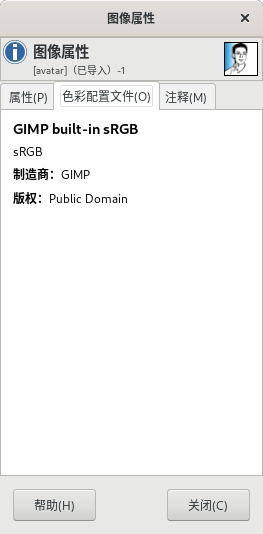 图像属性
图像属性
[avatar]（已导入）-1
属性(P)
色彩配置文件(O)
注释(M)
GIMP built-in sRGB
sRGB
制造商：GIMP
版权：Public Domain
帮助(H)
关闭(C)